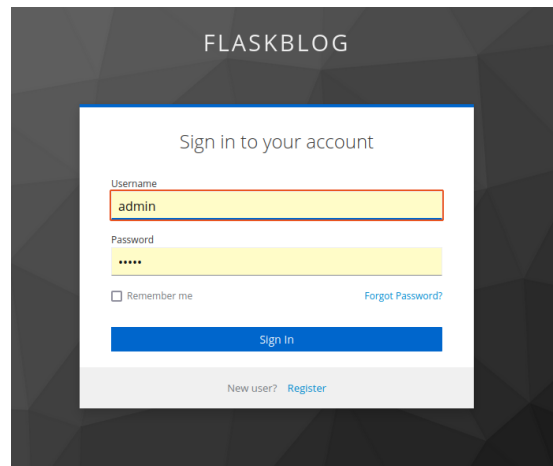 FLASKBLOG
Sign in to your account
Username
admin
Password
•••••
Remember me Forgot Password?
Sign In
New user? Register